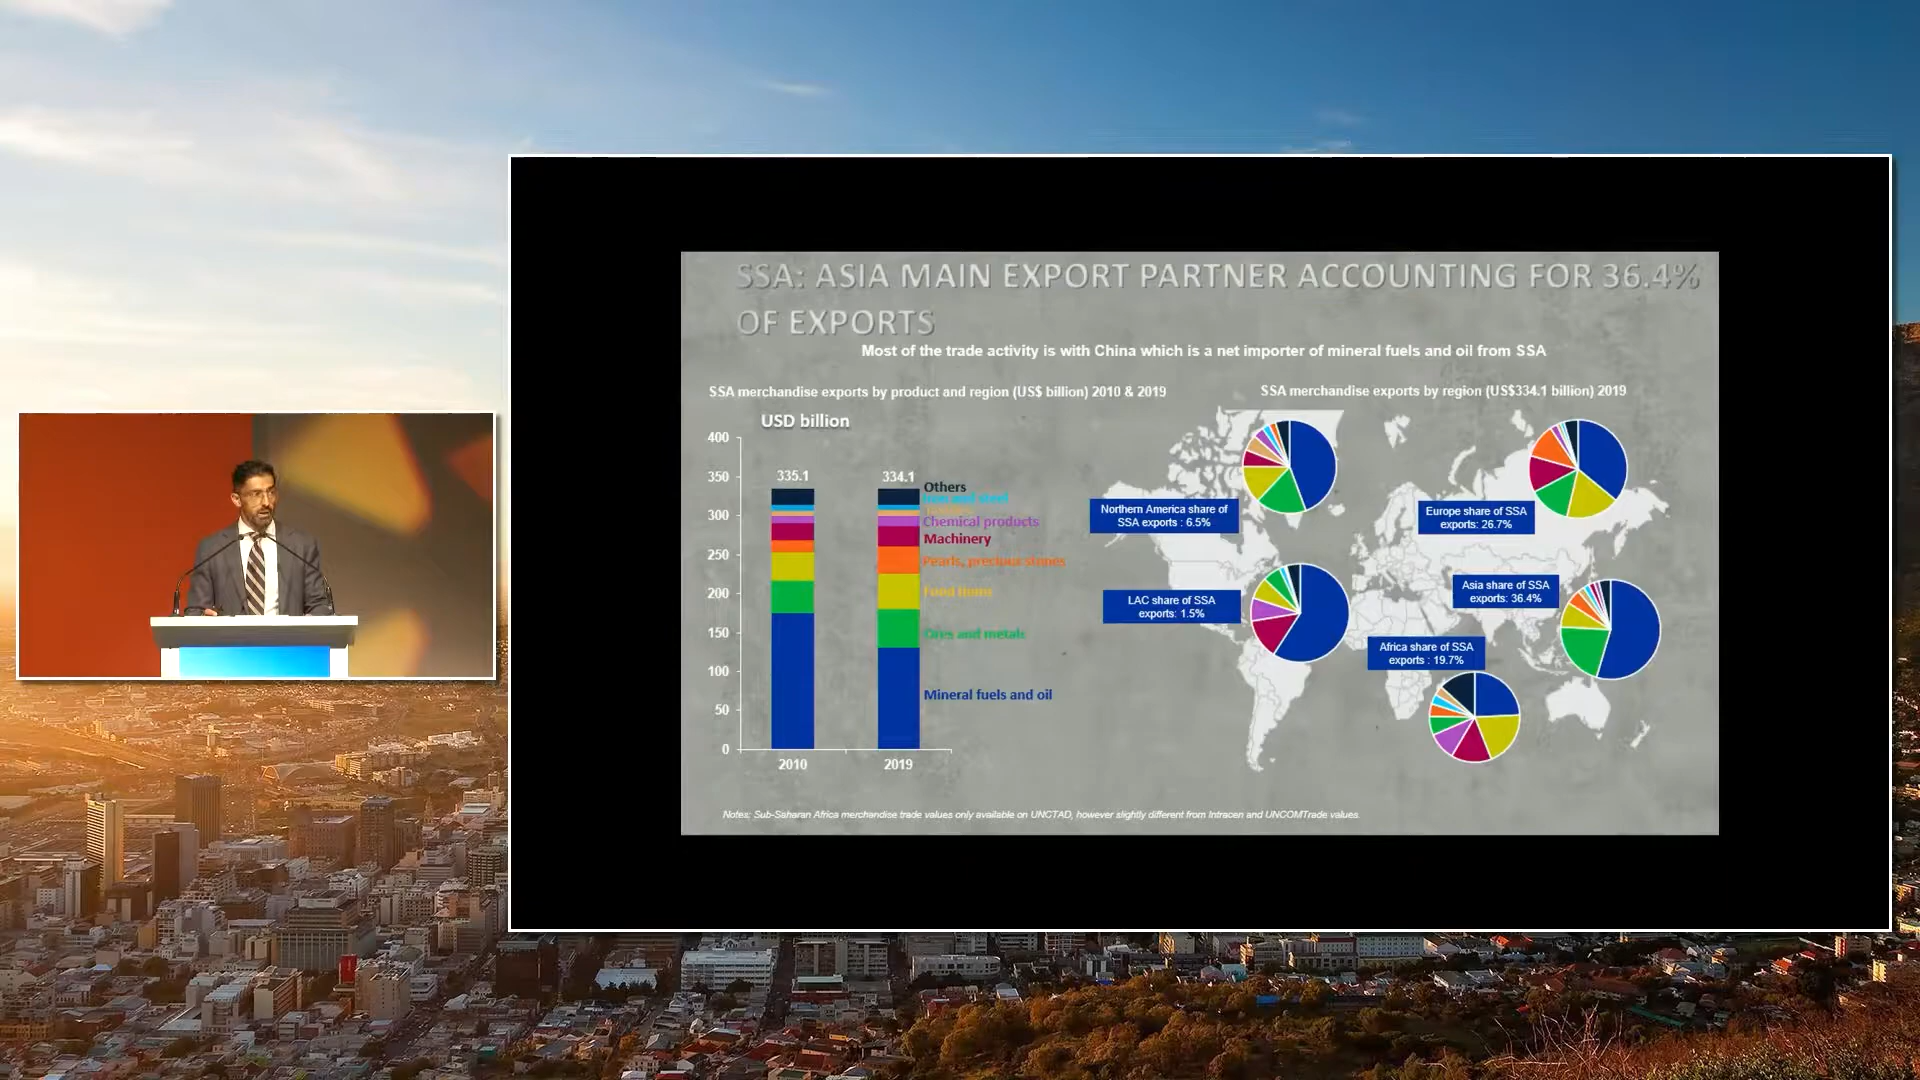 SSA: ASIA MAIN EXPORT PARTNER ACCOUNTING FOR 36.4%
OF EXPORTS
Most of the trade activity is with China which is a net importer of mineral fuels and oil from SSA
SSA merchandise exports by product and region (US$ billion) 2010 & 2019
USD billion
400
350
300
250
200
150
100
50
0
335.1
334.1
2010
2019
Others
Iron and steel
Chemical products
Machinery
Pearls, precious stones
Food items
Ores and metals
Mineral fuels and oil
SSA merchandise exports by region (US$334.1 billion) 2019
Northern America share of
SSA exports : 6.5%
Europe share of SSA
exports: 26.7%
LAC share of SSA
exports: 1.5%
Asia share of SSA
exports: 36.4%
Africa share of SSA
exports : 19.7%
Notes: Sub-Saharan Africa merchandise trade values only available on UNCTAD, however slightly different from Intracen and UNCOMTrade values.